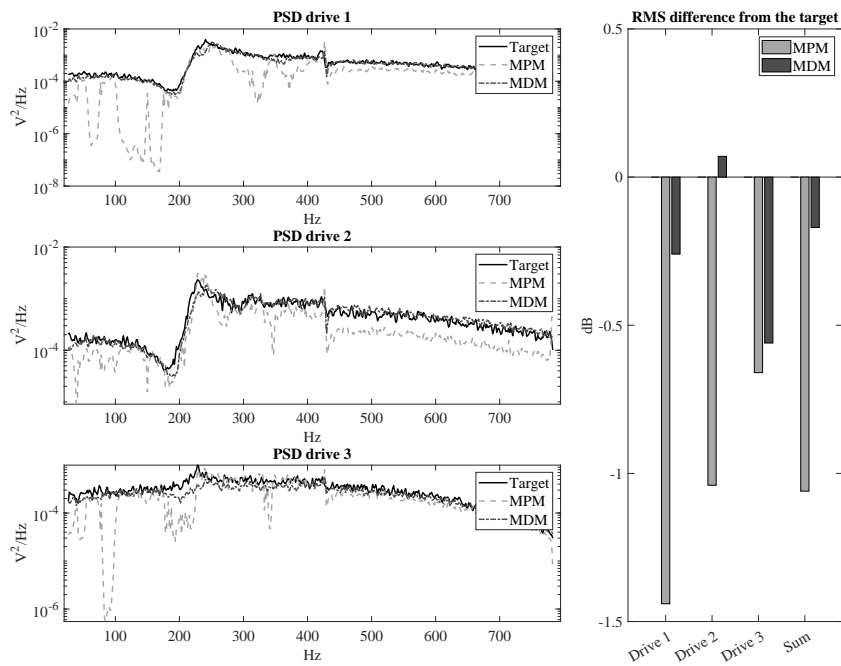 PSD drive 1
10^-2
10^-4
10^-6
10^-8
V^2/Hz
Target
MPM
MDM
100 200 300 400 500 600 700
Hz
PSD drive 2
10^-2
10^-4
V^2/Hz
Target
MPM
MDM
100 200 300 400 500 600 700
Hz
PSD drive 3
10^-4
10^-6
V^2/Hz
Target
MPM
MDM
100 200 300 400 500 600 700
Hz
RMS difference from the target
0.5
0
-0.5
-1
-1.5
dB
MPM
MDM
Drive 1 Drive 2 Drive 3 Sum